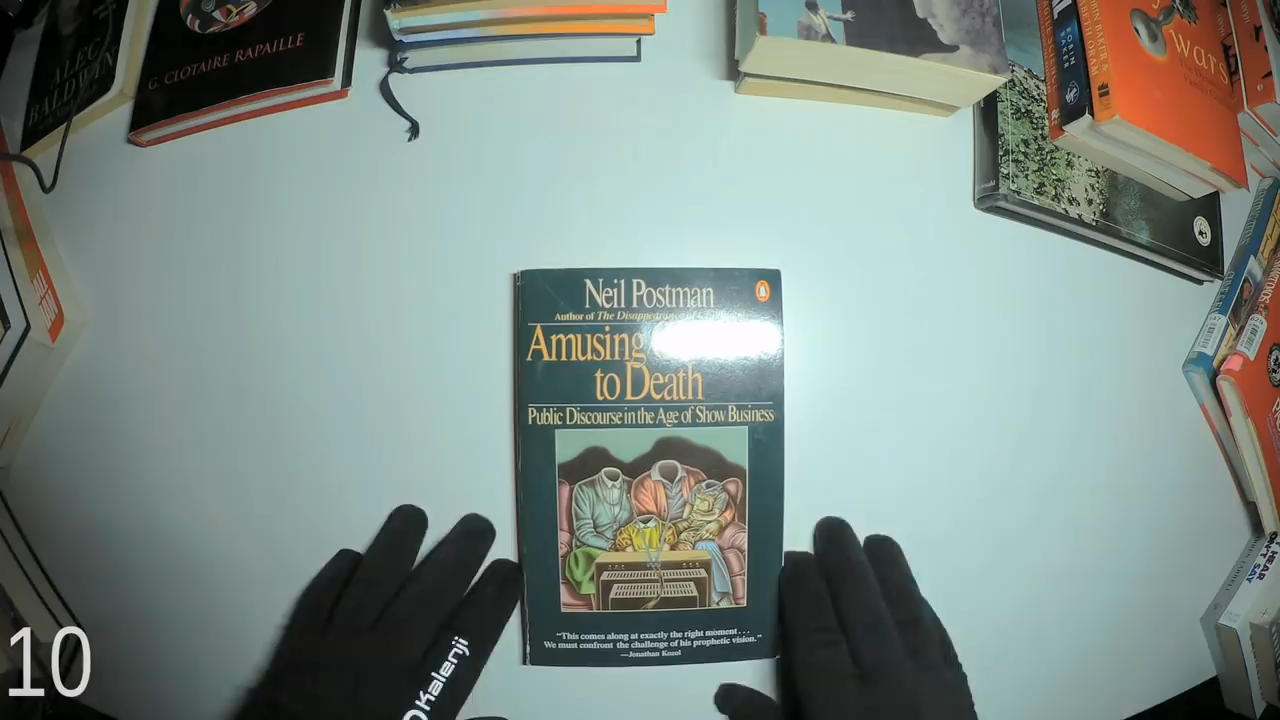 ALEC
BALDWIN
G. CLOTAIRE RAPAILLE
wars
Neil Postman
Author of The Disappearance of
Amusing
to Death
Public Discourse in the Age of Show Business
"This comes along at exactly the right moment...
We must confront the challenge of his prophetic vision."
—Jonathan Kozol
Kalenji
10